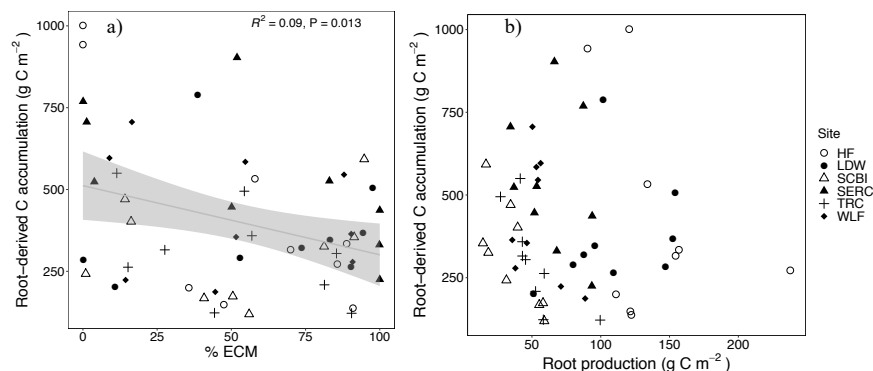 a)
R² = 0.09, P = 0.013
Root−derived C accumulation (g C m⁻²)
1000
750
500
250
0
25
50
75
100
% ECM
b)
Root−derived C accumulation (g C m⁻²)
1000
750
500
250
50
100
150
200
Root production (g C m⁻²)
Site
HF
LDW
SCBI
SERC
TRC
WLF